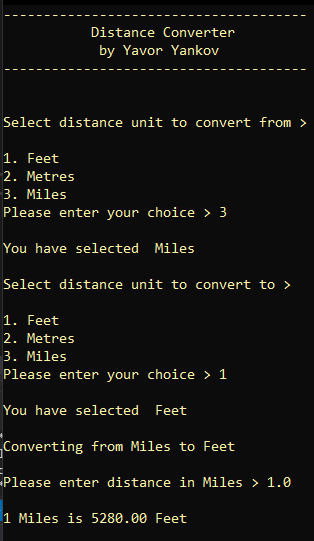 --------------------------------------
Distance Converter
by Yavor Yankov
--------------------------------------
Select distance unit to convert from >
1. Feet
2. Metres
3. Miles
Please enter your choice > 3
You have selected  Miles
Select distance unit to convert to >
1. Feet
2. Metres
3. Miles
Please enter your choice > 1
You have selected  Feet
Converting from Miles to Feet
Please enter distance in Miles > 1.0
1 Miles is 5280.00 Feet